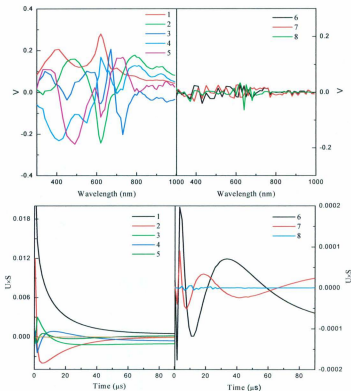 0.4
0.2
0.0
-0.2
-0.4
V
1
2
3
4
5
6
7
8
0.2
0.0
-0.2
V
400 600 800 1000
400 600 800 1000
Wavelength (nm)
Wavelength (nm)
0.018
0.012
0.006
0.000
U×S
1
2
3
4
5
6
7
8
0.0002
0.0001
0.0000
-0.0001
-0.0002
U×S
0 20 40 60 80
0 20 40 60 80
Time (μs)
Time (μs)